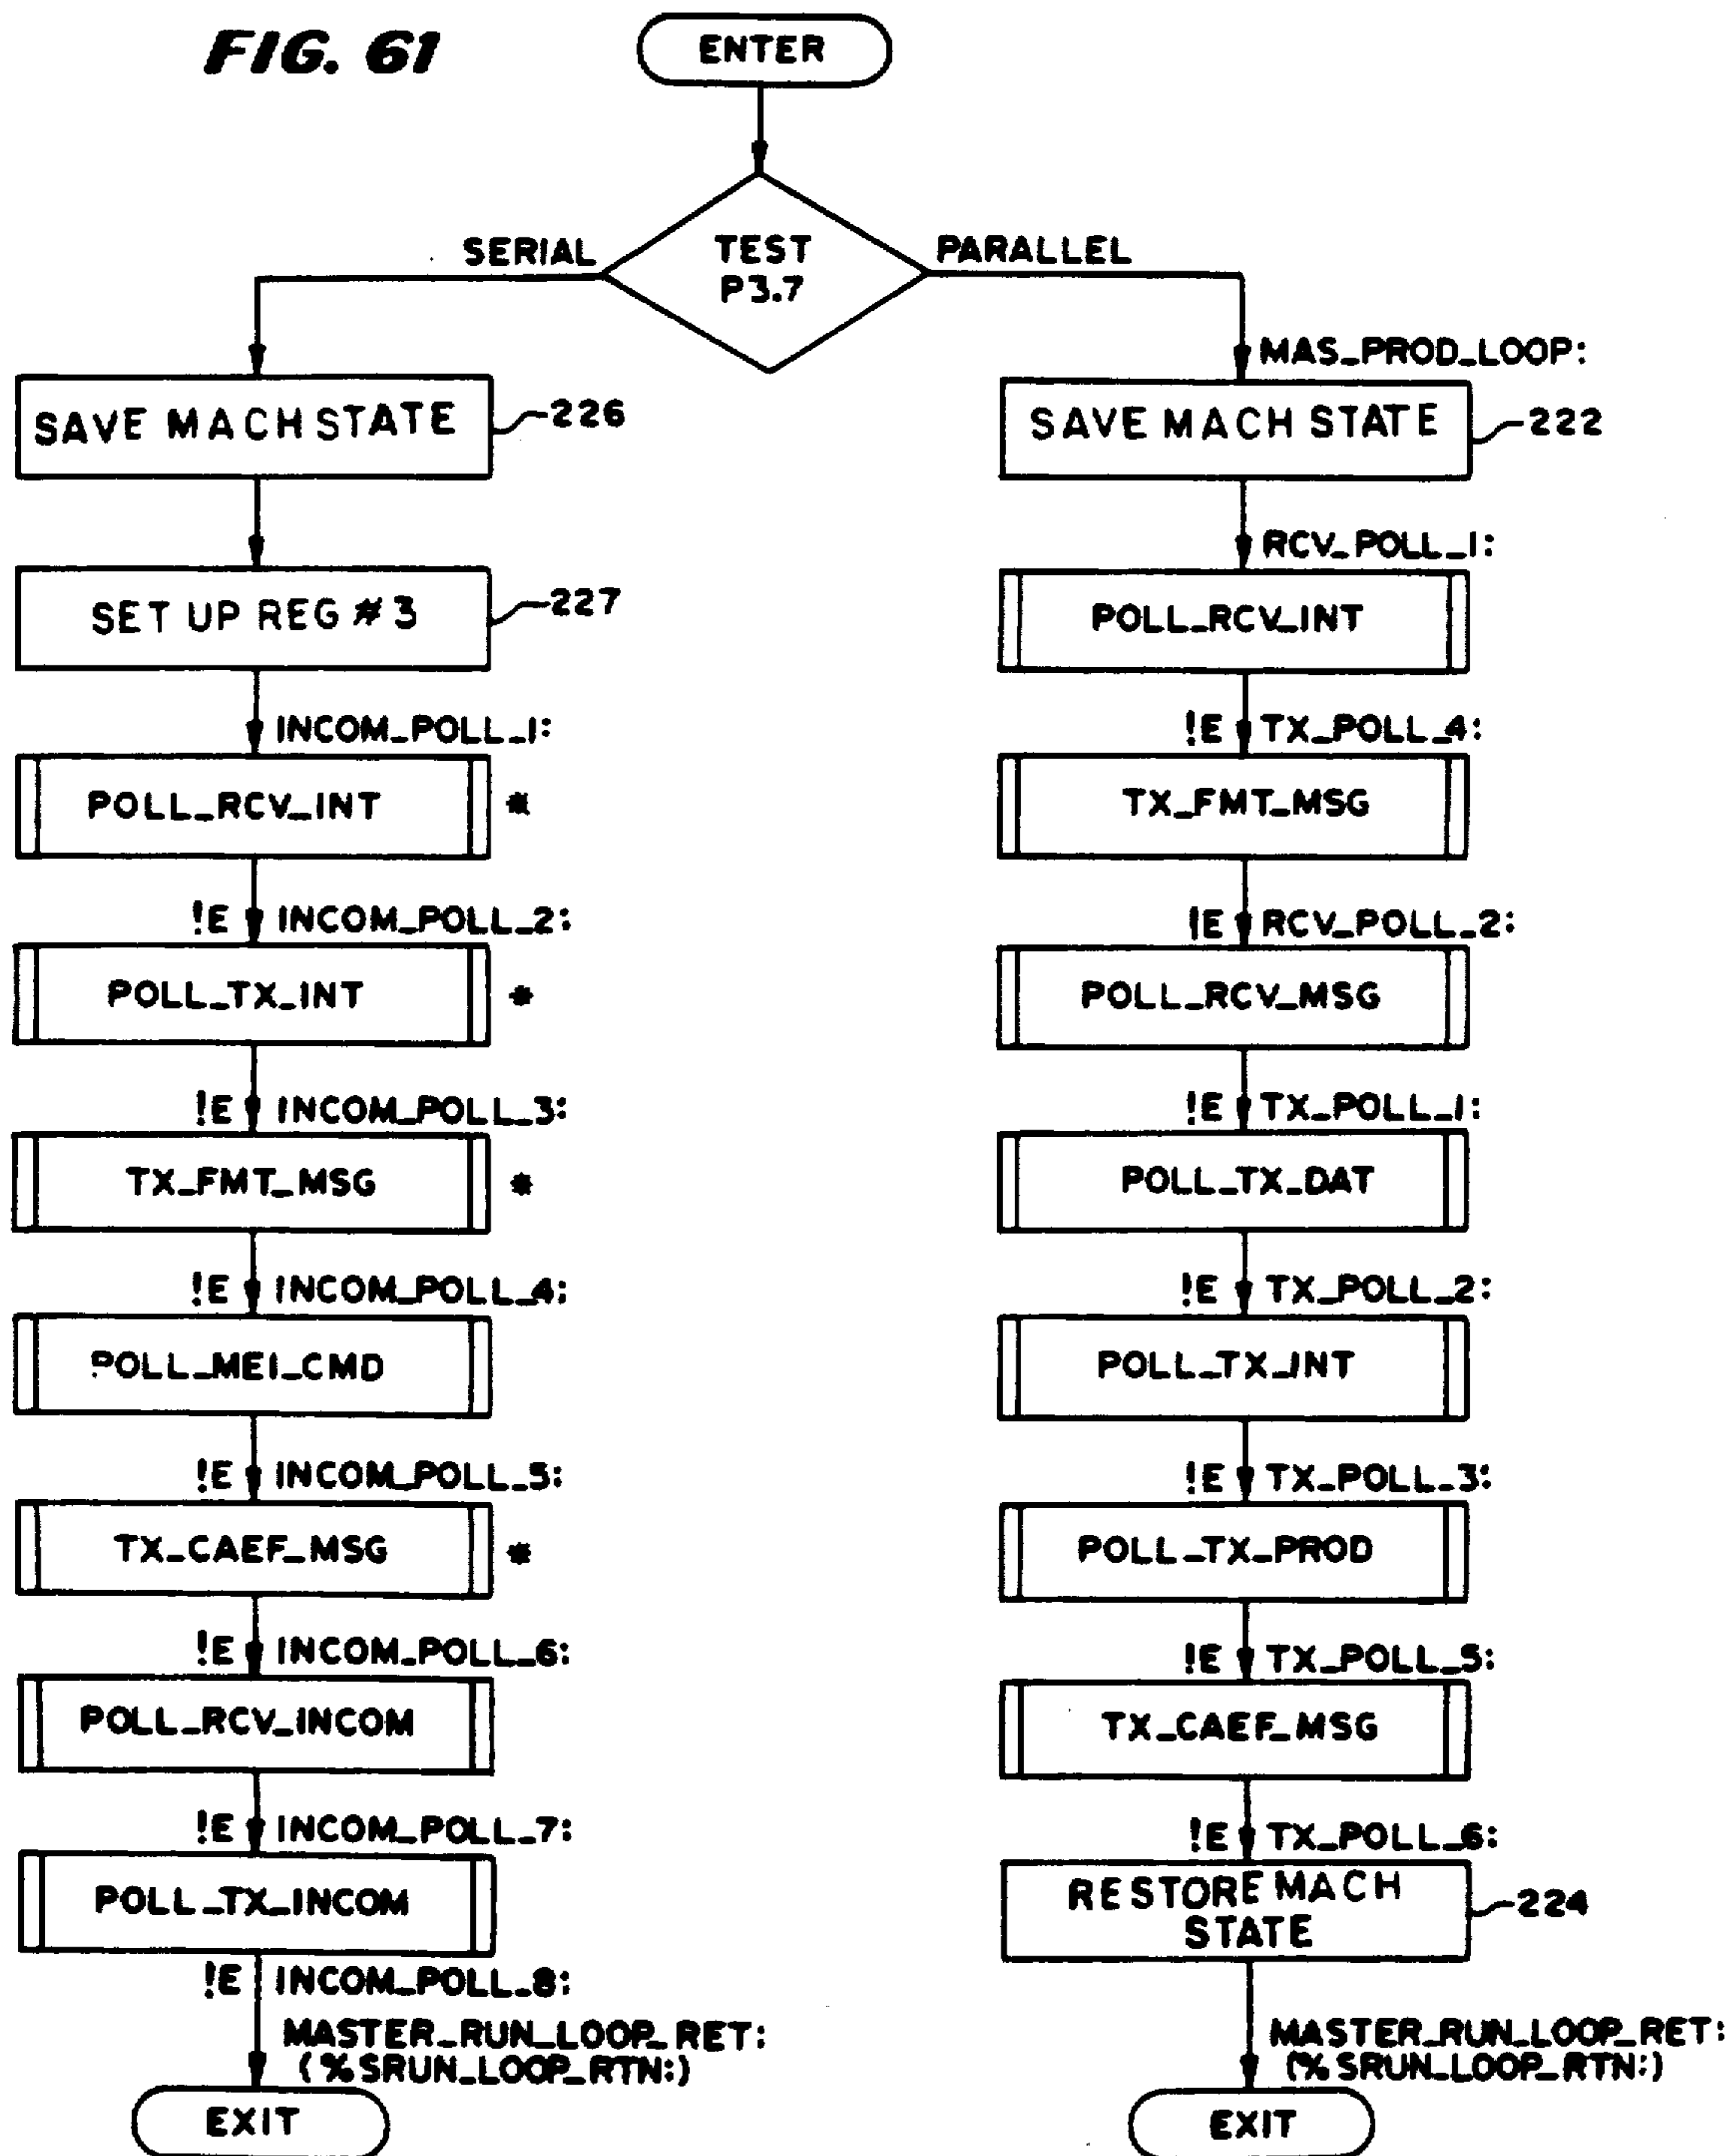 FIG. 61
ENTER
TEST
P3.7
SERIAL
PARALLEL
SAVE MACH STATE
226
SET UP REG #3
227
INCOM_POLL_1:
POLL_RCV_INT *
!E INCOM_POLL_2:
POLL_TX_INT *
!E INCOM_POLL_3:
TX_FMT_MSG *
!E INCOM_POLL_4:
POLL_MEI_CMD
!E INCOM_POLL_5:
TX_CAEF_MSG *
!E INCOM_POLL_6:
POLL_RCV_INCOM
!E INCOM_POLL_7:
POLL_TX_INCOM
!E INCOM_POLL_8:
MASTER_RUN_LOOP_RET:
(%SRUN_LOOP_RTN:)
EXIT
MAS_PROD_LOOP:
SAVE MACH STATE
222
RCV_POLL_1:
POLL_RCV_INT
!E TX_POLL_4:
TX_FMT_MSG
!E RCV_POLL_2:
POLL_RCV_MSG
!E TX_POLL_1:
POLL_TX_DAT
!E TX_POLL_2:
POLL_TX_INT
!E TX_POLL_3:
POLL_TX_PROD
!E TX_POLL_5:
TX_CAEF_MSG
!E TX_POLL_6:
RESTORE MACH
STATE
224
MASTER_RUN_LOOP_RET:
(%SRUN_LOOP_RTN:)
EXIT